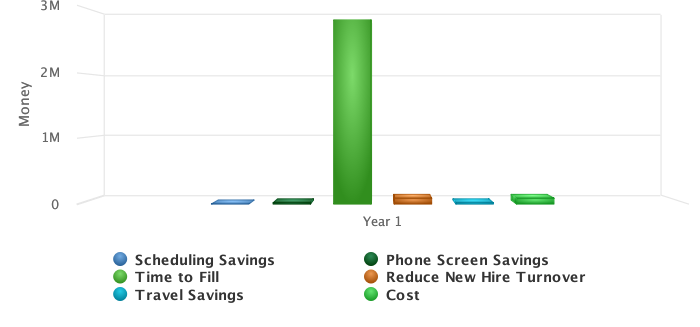 3M
2M
1M
0
Money
Year 1
Scheduling Savings
Phone Screen Savings
Time to Fill
Reduce New Hire Turnover
Travel Savings
Cost